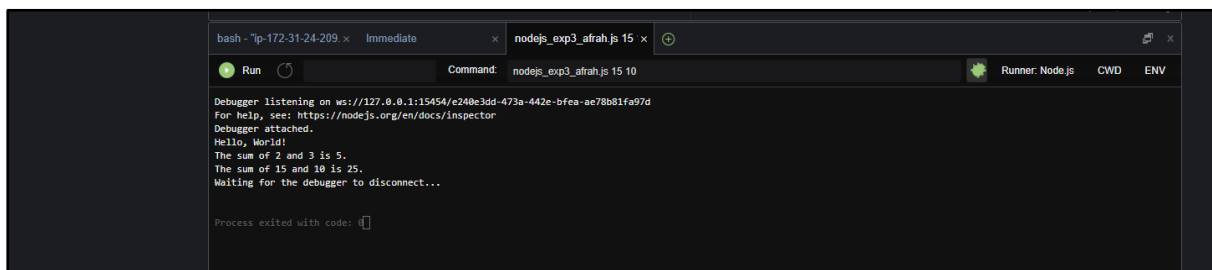 bash - "ip-172-31-24-209. × Immediate × nodejs_exp3_afrah.js 15 ×
Run Command: nodejs_exp3_afrah.js 15 10 Runner: Node.js CWD ENV
Debugger listening on ws://127.0.0.1:15454/e240e3dd-473a-442e-bfea-ae78b81fa97d
For help, see: https://nodejs.org/en/docs/inspector
Debugger attached.
Hello, World!
The sum of 2 and 3 is 5.
The sum of 15 and 10 is 25.
Waiting for the debugger to disconnect...
Process exited with code: 0